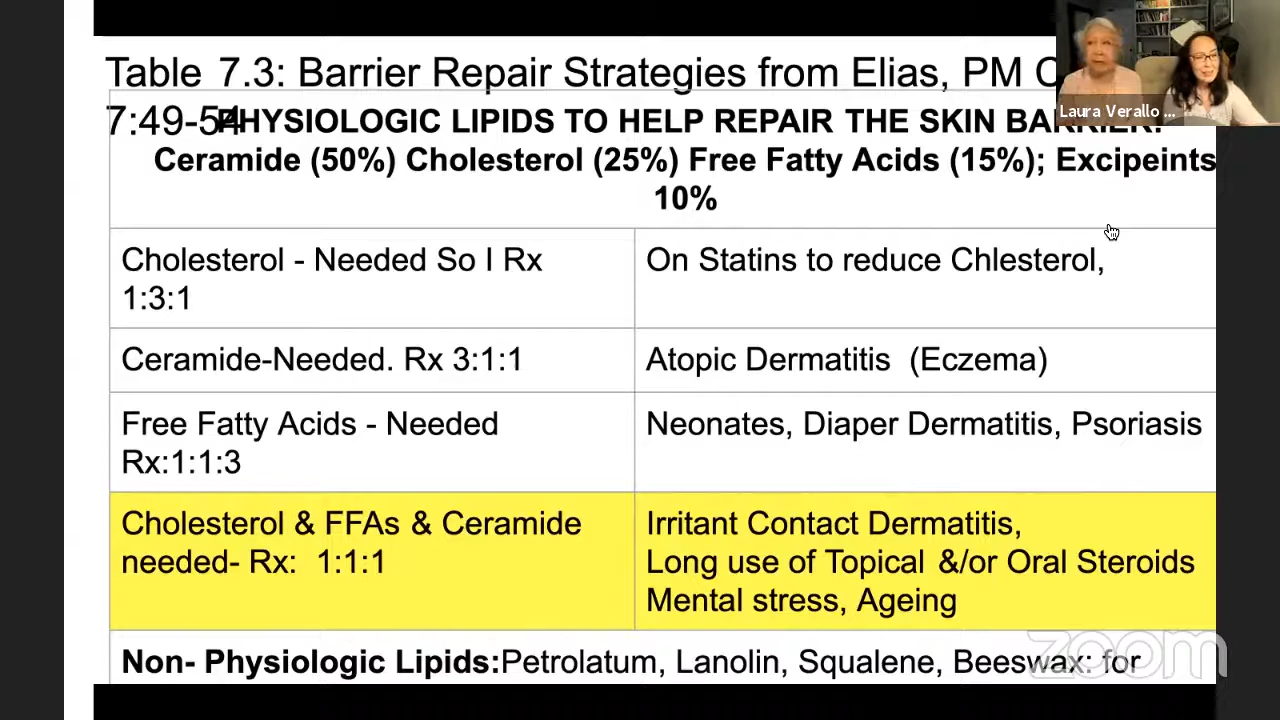 Table 7.3: Barrier Repair Strategies from Elias, PM C
7:49-54
PHYSIOLOGIC LIPIDS TO HELP REPAIR THE SKIN BARRIER:
Ceramide (50%) Cholesterol (25%) Free Fatty Acids (15%); Excipeints
10%
Cholesterol - Needed So I Rx
1:3:1
On Statins to reduce Chlesterol,
Ceramide-Needed. Rx 3:1:1
Atopic Dermatitis (Eczema)
Free Fatty Acids - Needed
Rx:1:1:3
Neonates, Diaper Dermatitis, Psoriasis
Cholesterol & FFAs & Ceramide
needed- Rx: 1:1:1
Irritant Contact Dermatitis,
Long use of Topical &/or Oral Steroids
Mental stress, Ageing
Non- Physiologic Lipids:Petrolatum, Lanolin, Squalene, Beeswax: for
Laura Verallo ...
zoom